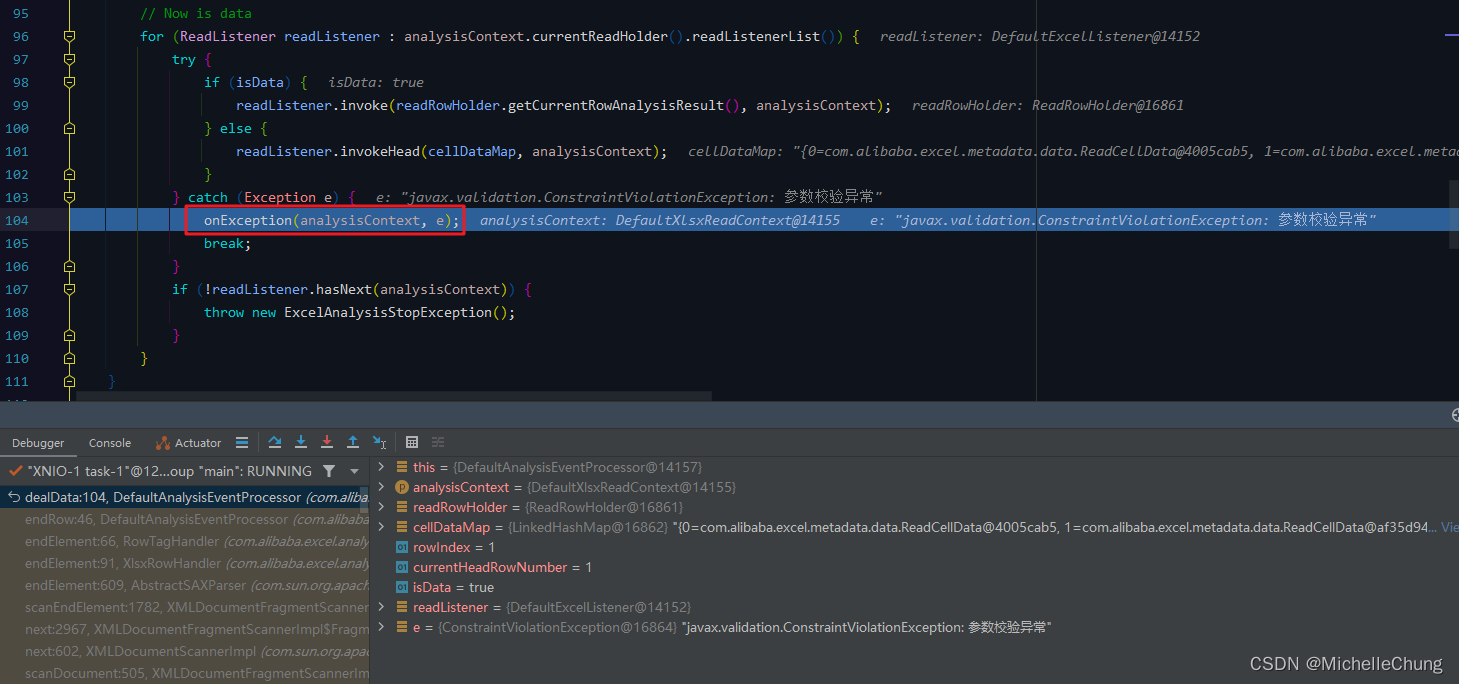 95 // Now is data
96 for (ReadListener readListener : analysisContext.currentReadHolder().readListenerList()) { readListener: DefaultExcelListener@14152
97 try {
98 if (isData) { isData: true
99 readListener.invoke(readRowHolder.getCurrentRowAnalysisResult(), analysisContext); readRowHolder: ReadRowHolder@16861
100 } else {
101 readListener.invokeHead(cellDataMap, analysisContext); cellDataMap: "{0=com.alibaba.excel.metadata.data.ReadCellData@4005cab5, 1=com.alibaba.excel.meta
102 }
103 } catch (Exception e) { e: "javax.validation.ConstraintViolationException: 参数校验异常"
104 onException(analysisContext, e); analysisContext: DefaultXlsxReadContext@14155 e: "javax.validation.ConstraintViolationException: 参数校验异常"
105 break;
106 }
107 if (!readListener.hasNext(analysisContext)) {
108 throw new ExcelAnalysisStopException();
109 }
110 }
111 }
Debugger Console Actuator
"XNIO-1 task-1"@12...oup "main": RUNNING
dealData:104, DefaultAnalysisEventProcessor (com.aliba
endRow:46, DefaultAnalysisEventProcessor (com.alibaba
endElement:66, RowTagHandler (com.alibaba.excel.analy
endElement:91, XlsxRowHandler (com.alibaba.excel.analy
endElement:609, AbstractSAXParser (com.sun.org.apach
scanEndElement:1782, XMLDocumentFragmentScanner
next:2967, XMLDocumentFragmentScannerImpl$Fragm
next:602, XMLDocumentScannerImpl (com.sun.org.apa
scanDocument:505, XMLDocumentFragmentScannerIm
this = {DefaultAnalysisEventProcessor@14157}
analysisContext = {DefaultXlsxReadContext@14155}
readRowHolder = {ReadRowHolder@16861}
cellDataMap = {LinkedHashMap@16862} "{0=com.alibaba.excel.metadata.data.ReadCellData@4005cab5, 1=com.alibaba.excel.metadata.data.ReadCellData@af35d94... Vie
rowIndex = 1
currentHeadRowNumber = 1
isData = true
readListener = {DefaultExcelListener@14152}
e = {ConstraintViolationException@16864} "javax.validation.ConstraintViolationException: 参数校验异常"
CSDN @MichelleChung